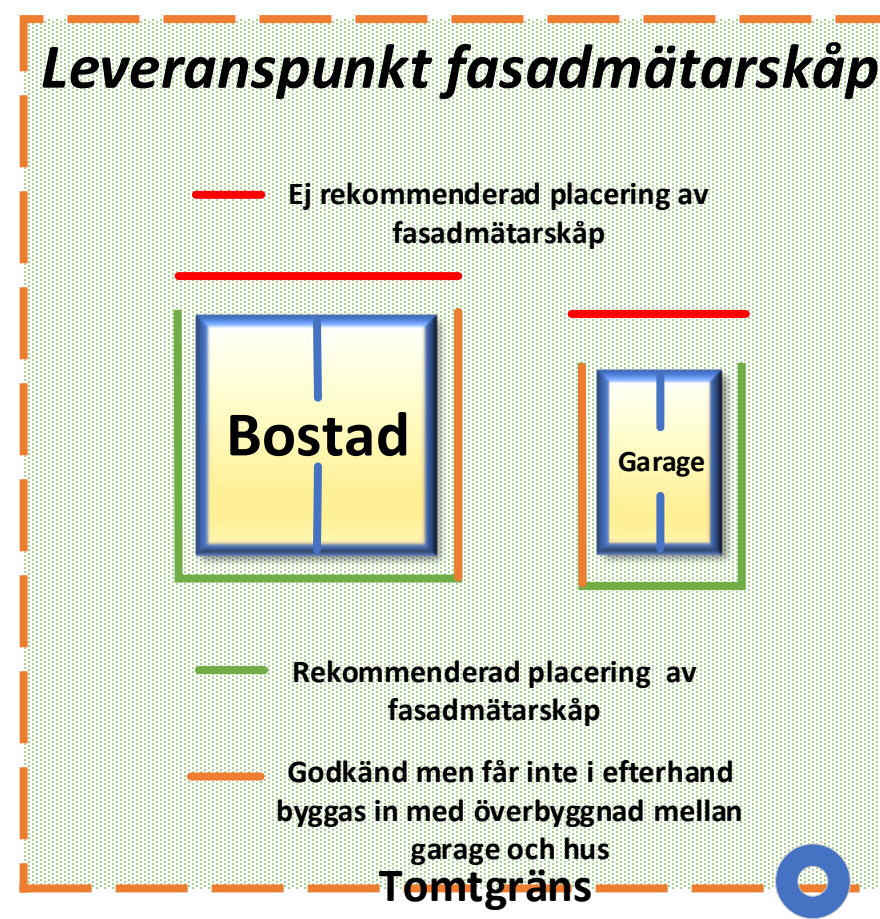 Leveranspunkt fasadmätarskåp
Ej rekommenderad placering av
fasadmätarskåp
Bostad
Garage
Rekommenderad placering av
fasadmätarskåp
Godkänd men får inte i efterhand
byggas in med överbyggnad mellan
garage och hus
Tomtgräns